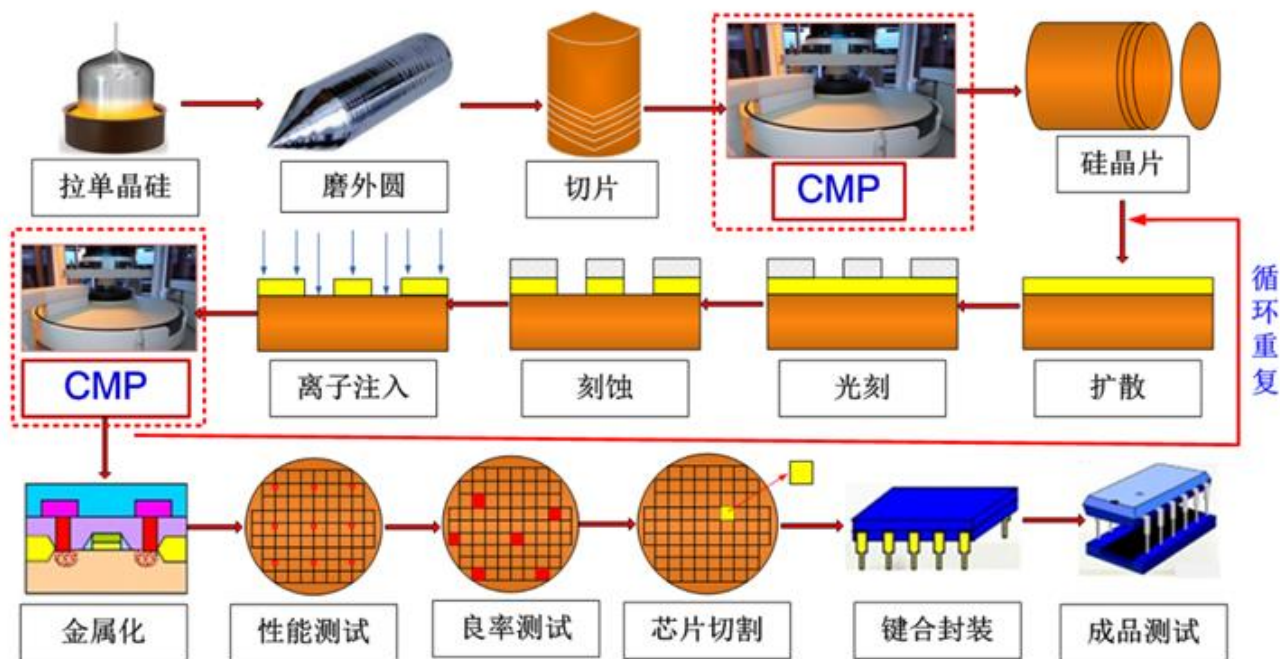 拉单晶硅
磨外圆
切片
CMP
硅晶片
循环重复
CMP
离子注入
刻蚀
光刻
扩散
金属化
性能测试
良率测试
芯片切割
键合封装
成品测试